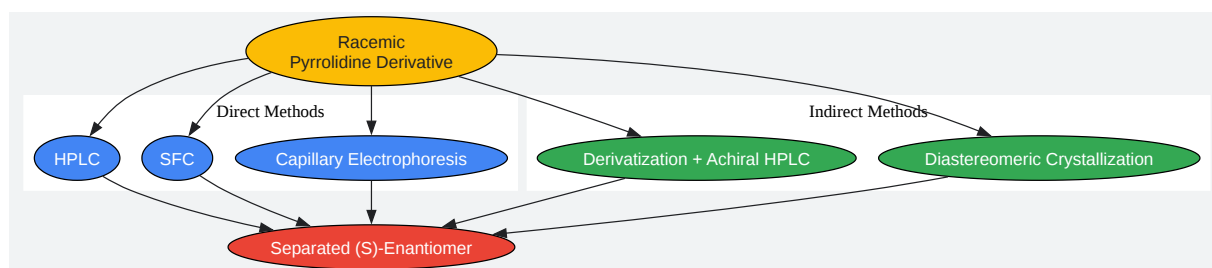 Racemic
Pyrrolidine Derivative
Direct Methods
Indirect Methods
HPLC
SFC
Capillary Electrophoresis
Derivatization + Achiral HPLC
Diastereomeric Crystallization
Separated (S)-Enantiomer